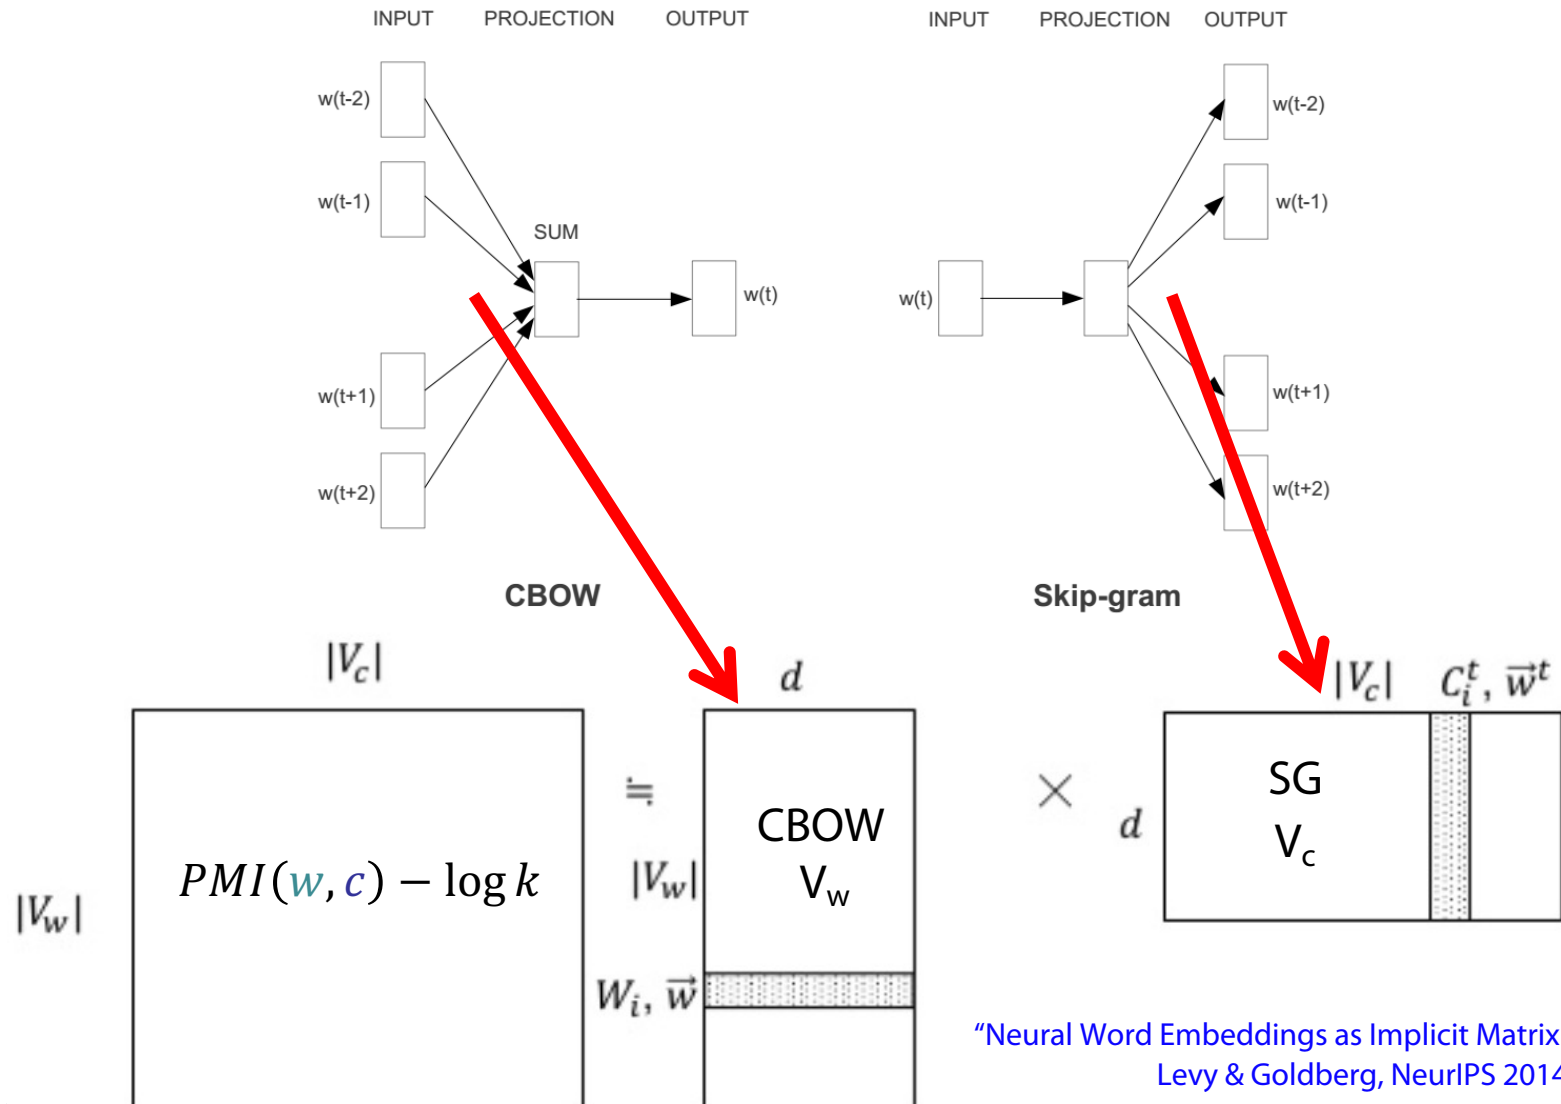 INPUT PROJECTION OUTPUT
w(t-2)
w(t-1)
SUM
w(t)
w(t+1)
w(t+2)
CBOW
INPUT PROJECTION OUTPUT
w(t-2)
w(t-1)
w(t)
w(t+1)
w(t+2)
Skip-gram
|V_c|
|V_w|
PMI(w, c) − log k
≒
d
|V_w|
CBOW
V_w
W_i, \vec{w}
×
|V_c| C_i^t, \vec{w}^t
d
SG
V_c
“Neural Word Embeddings as Implicit Matrix
Levy & Goldberg, NeurIPS 2014